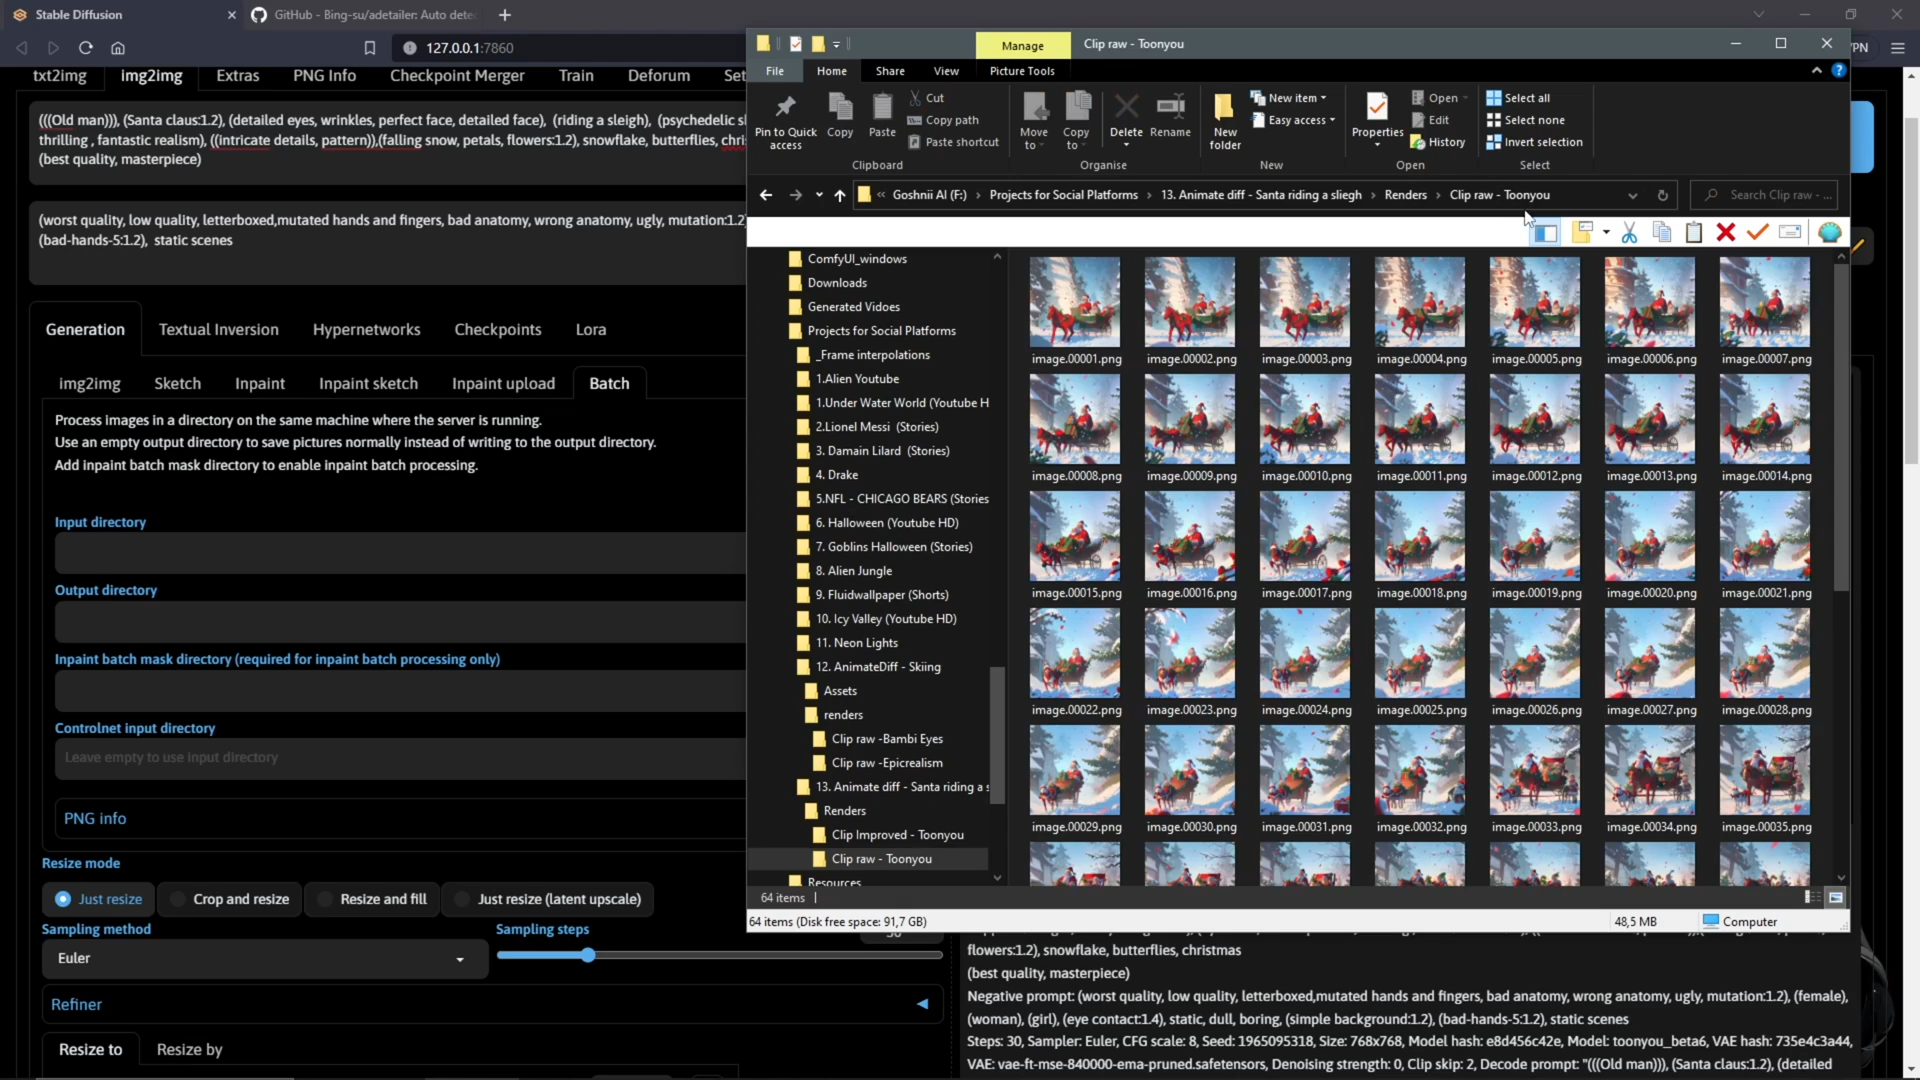 Stable Diffusion
GitHub - Bing-su/adetailer: Auto dete
127.0.0.1:7860
PN
txt2img
img2img
Extras
PNG Info
Checkpoint Merger
Train
Deforum
Set
(((Old man))), (Santa claus:1.2), (detailed eyes, wrinkles, perfect face, detailed face), (riding a sleigh), (psychedelic sl
thrilling , fantastic realism), ((intricate details, pattern)),(falling snow, petals, flowers:1.2), snowflake, butterflies, chri
(best quality, masterpiece)
(worst quality, low quality, letterboxed,mutated hands and fingers, bad anatomy, wrong anatomy, ugly, mutation:1.2)
(bad-hands-5:1.2), static scenes
Generation
Textual Inversion
Hypernetworks
Checkpoints
Lora
img2img
Sketch
Inpaint
Inpaint sketch
Inpaint upload
Batch
Process images in a directory on the same machine where the server is running.
Use an empty output directory to save pictures normally instead of writing to the output directory.
Add inpaint batch mask directory to enable inpaint batch processing.
Input directory
Output directory
Inpaint batch mask directory (required for inpaint batch processing only)
Controlnet input directory
Leave empty to use input directory
PNG info
Resize mode
Just resize
Crop and resize
Resize and fill
Just resize (latent upscale)
Sampling method
Sampling steps
Euler
Refiner
Resize to
Resize by
Manage
Clip raw - Toonyou
File
Home
Share
View
Picture Tools
Pin to Quick access
Copy
Paste
Cut
Copy path
Paste shortcut
Clipboard
Move to
Copy to
Delete
Rename
Organise
New folder
New item
Easy access
New
Properties
Open
Edit
History
Open
Select all
Select none
Invert selection
Select
« Goshnii AI (F:) › Projects for Social Platforms › 13. Animate diff - Santa riding a sliegh › Renders › Clip raw - Toonyou
Search Clip raw - ...
ComfyUI_windows
Downloads
Generated Vidoes
Projects for Social Platforms
_Frame interpolations
1.Alien Youtube
1.Under Water World (Youtube H
2.Lionel Messi (Stories)
3. Damain Lilard (Stories)
4. Drake
5.NFL - CHICAGO BEARS (Stories
6. Halloween (Youtube HD)
7. Goblins Halloween (Stories)
8. Alien Jungle
9. Fluidwallpaper (Shorts)
10. Icy Valley (Youtube HD)
11. Neon Lights
12. AnimateDiff - Skiing
Assets
renders
Clip raw -Bambi Eyes
Clip raw -Epicrealism
13. Animate diff - Santa riding a s
Renders
Clip Improved - Toonyou
Clip raw - Toonyou
Resources
image.00001.png image.00002.png image.00003.png image.00004.png image.00005.png image.00006.png image.00007.png
image.00008.png image.00009.png image.00010.png image.00011.png image.00012.png image.00013.png image.00014.png
image.00015.png image.00016.png image.00017.png image.00018.png image.00019.png image.00020.png image.00021.png
image.00022.png image.00023.png image.00024.png image.00025.png image.00026.png image.00027.png image.00028.png
image.00029.png image.00030.png image.00031.png image.00032.png image.00033.png image.00034.png image.00035.png
64 items
64 items (Disk free space: 91,7 GB)
48,5 MB
Computer
flowers:1.2), snowflake, butterflies, christmas
(best quality, masterpiece)
Negative prompt: (worst quality, low quality, letterboxed,mutated hands and fingers, bad anatomy, wrong anatomy, ugly, mutation:1.2), (female),
(woman), (girl), (eye contact:1.4), static, dull, boring, (simple background:1.2), (bad-hands-5:1.2), static scenes
Steps: 30, Sampler: Euler, CFG scale: 8, Seed: 1965095318, Size: 768x768, Model hash: e8d456c42e, Model: toonyou_beta6, VAE hash: 735e4c3a44,
VAE: vae-ft-mse-840000-ema-pruned.safetensors, Denoising strength: 0, Clip skip: 2, Decode prompt: "(((Old man))), (Santa claus:1.2), (detailed